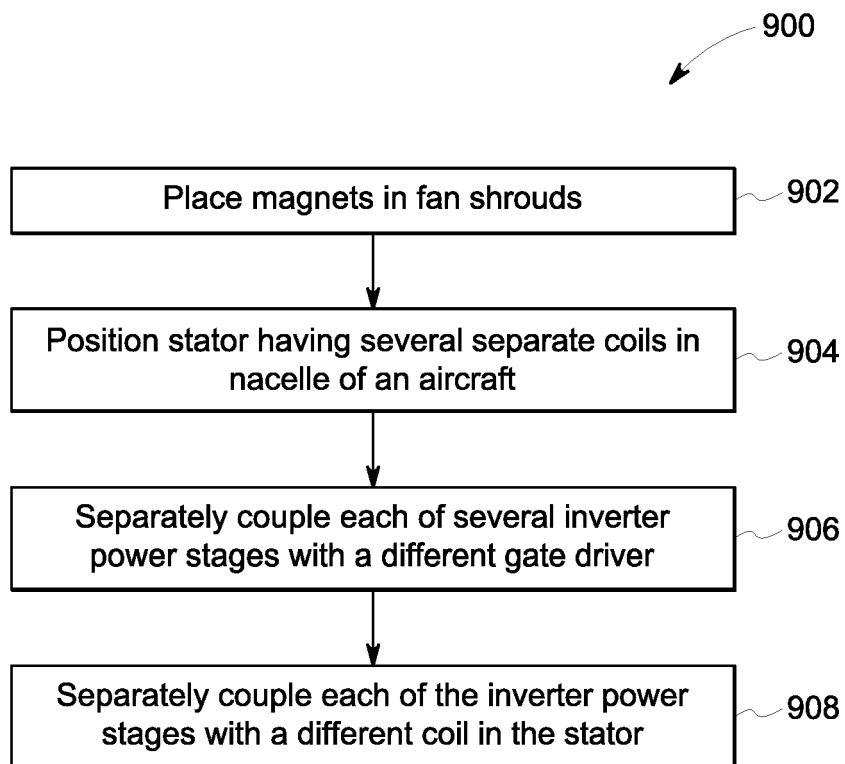 900
Place magnets in fan shrouds
902
Position stator having several separate coils in
nacelle of an aircraft
904
Separately couple each of several inverter
power stages with a different gate driver
906
Separately couple each of the inverter power
stages with a different coil in the stator
908